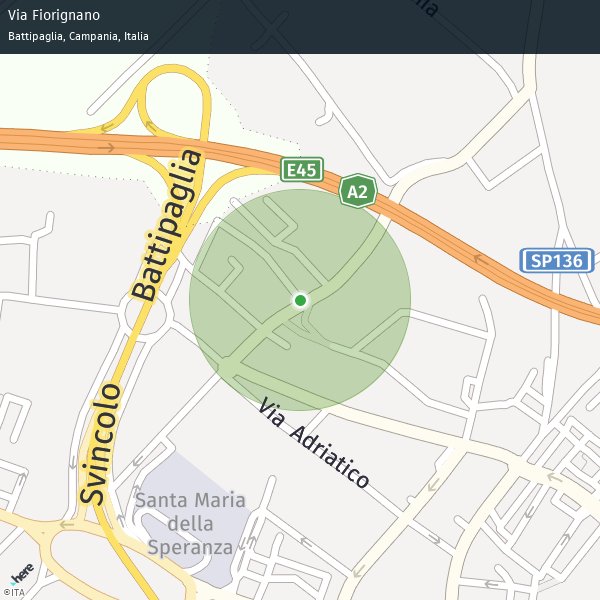 Via Fiorignano
Battipaglia, Campania, Italia
E45
A2
SP136
Svincolo Battipaglia
Via Adriatico
Santa Maria
della
Speranza
here
©ITA